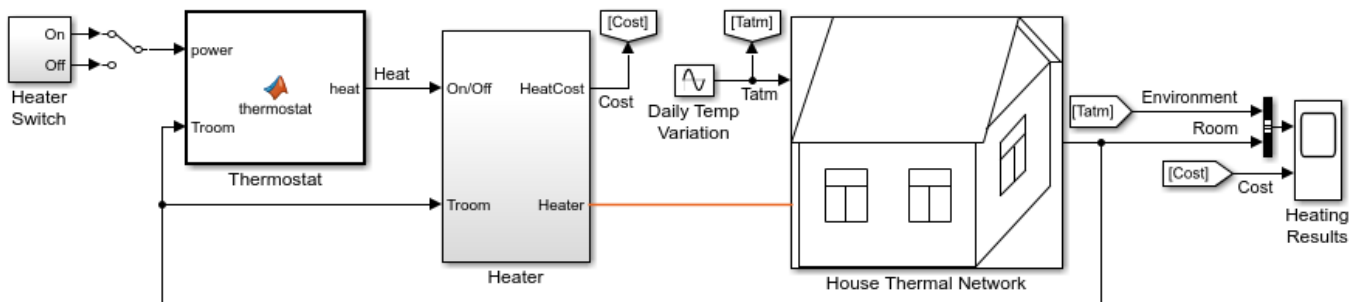 On
Off
Heater
Switch
power
Troom
thermostat
heat
Thermostat
Heat
On/Off
HeatCost
Troom
Heater
Heater
[Cost]
Cost
[Tatm]
Tatm
Daily Temp
Variation
House Thermal Network
[Tatm]
Environment
Room
[Cost]
Cost
Heating
Results